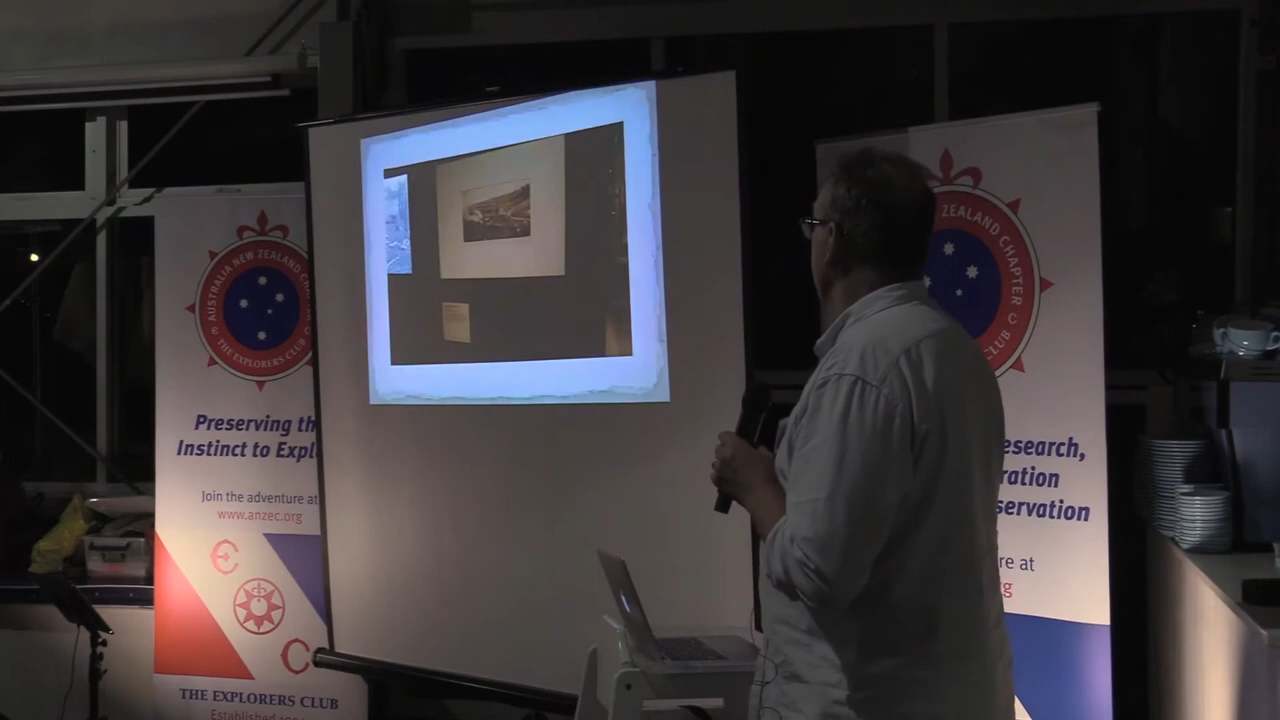 AUSTRALIA NEW ZEALAND
THE EXPLORERS CLUB
Preserving th
Instinct to Expl
Join the adventure at
www.anzec.org
THE EXPLORERS CLUB
Established
ZEALAND CHAPTER
CLUB
esearch,
ration
servation
re at
rg